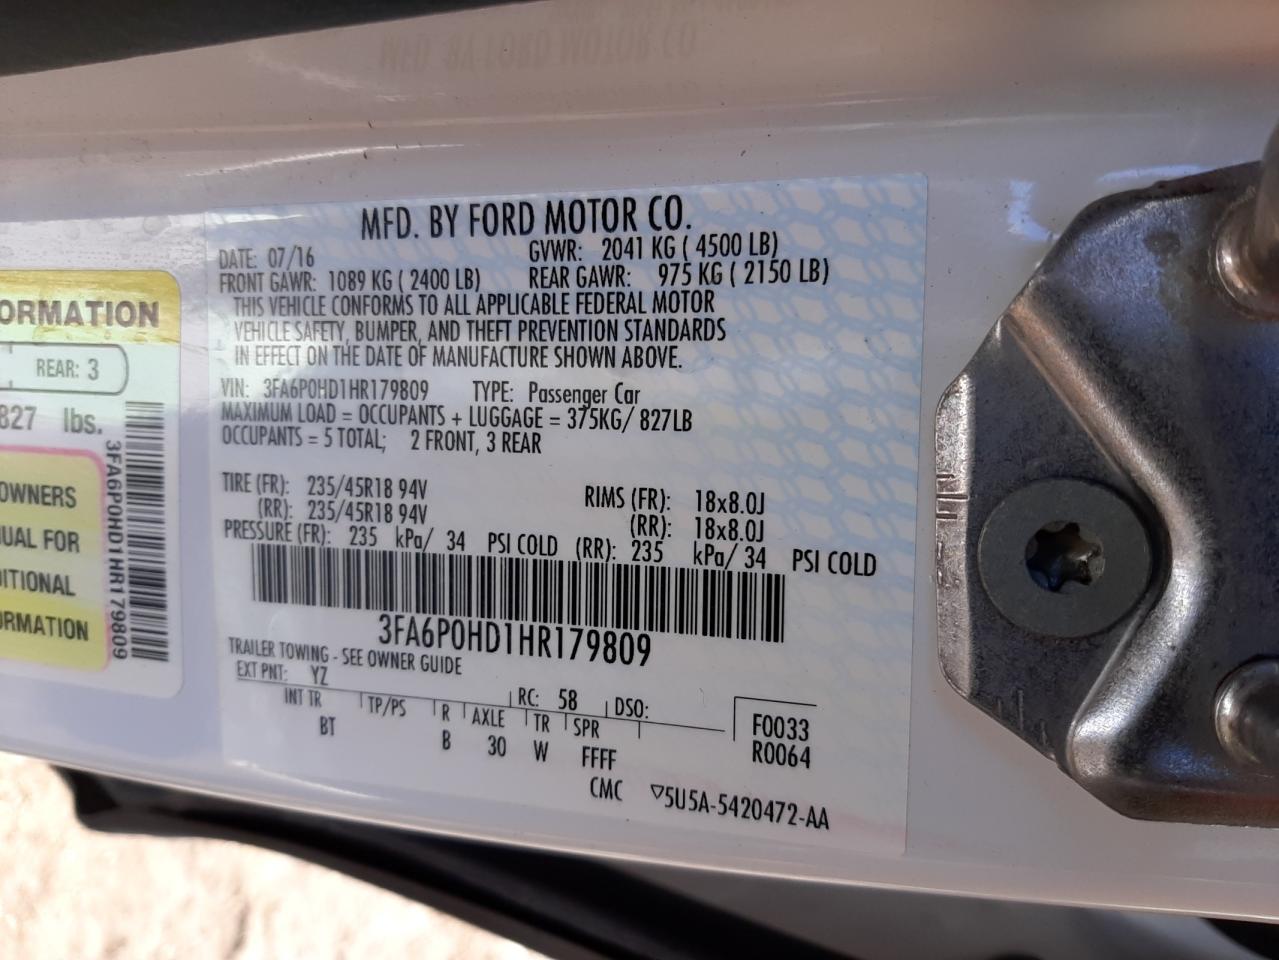 MFD. BY FORD MOTOR CO.
DATE: 07/16 GVWR: 2041 KG ( 4500 LB)
FRONT GAWR: 1089 KG ( 2400 LB) REAR GAWR: 975 KG ( 2150 LB)
THIS VEHICLE CONFORMS TO ALL APPLICABLE FEDERAL MOTOR
VEHICLE SAFETY, BUMPER, AND THEFT PREVENTION STANDARDS
IN EFFECT ON THE DATE OF MANUFACTURE SHOWN ABOVE.
VIN: 3FA6P0HD1HR179809 TYPE: Passenger Car
MAXIMUM LOAD = OCCUPANTS + LUGGAGE = 375KG/ 827LB
OCCUPANTS = 5 TOTAL; 2 FRONT, 3 REAR
TIRE (FR): 235/45R18 94V RIMS (FR): 18x8.0J
(RR): 235/45R18 94V (RR): 18x8.0J
PRESSURE (FR): 235 kPa/ 34 PSI COLD (RR): 235 kPa/ 34 PSI COLD
3FA6P0HD1HR179809
TRAILER TOWING - SEE OWNER GUIDE
EXT PNT: YZ RC: 58 DSO:
INT TR TP/PS R AXLE TR SPR
BT B 30 W FFFF
F0033
R0064
CMC ▽5U5A-5420472-AA
ORMATION
REAR: 3
827 lbs.
3FA6P0HD1HR179809
OWNERS
UAL FOR
DITIONAL
ORMATION
MFD. BY FORD MOTOR CO